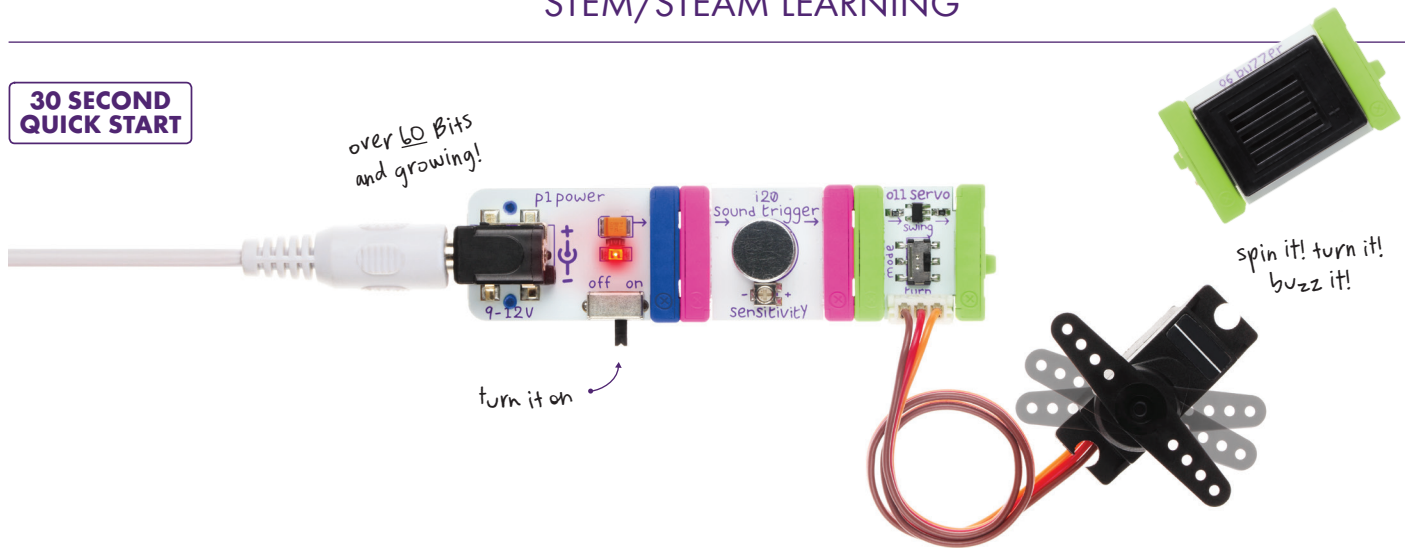 STEM/STEAM LEARNING
30 SECOND
QUICK START
over 60 Bits
and growing!
p1 power
- +
off on
9-12V
turn it on
i20
sound trigger
- +
sensitivity
o11 servo
swing
mode
turn
o6 buzzer
spin it! turn it!
buzz it!